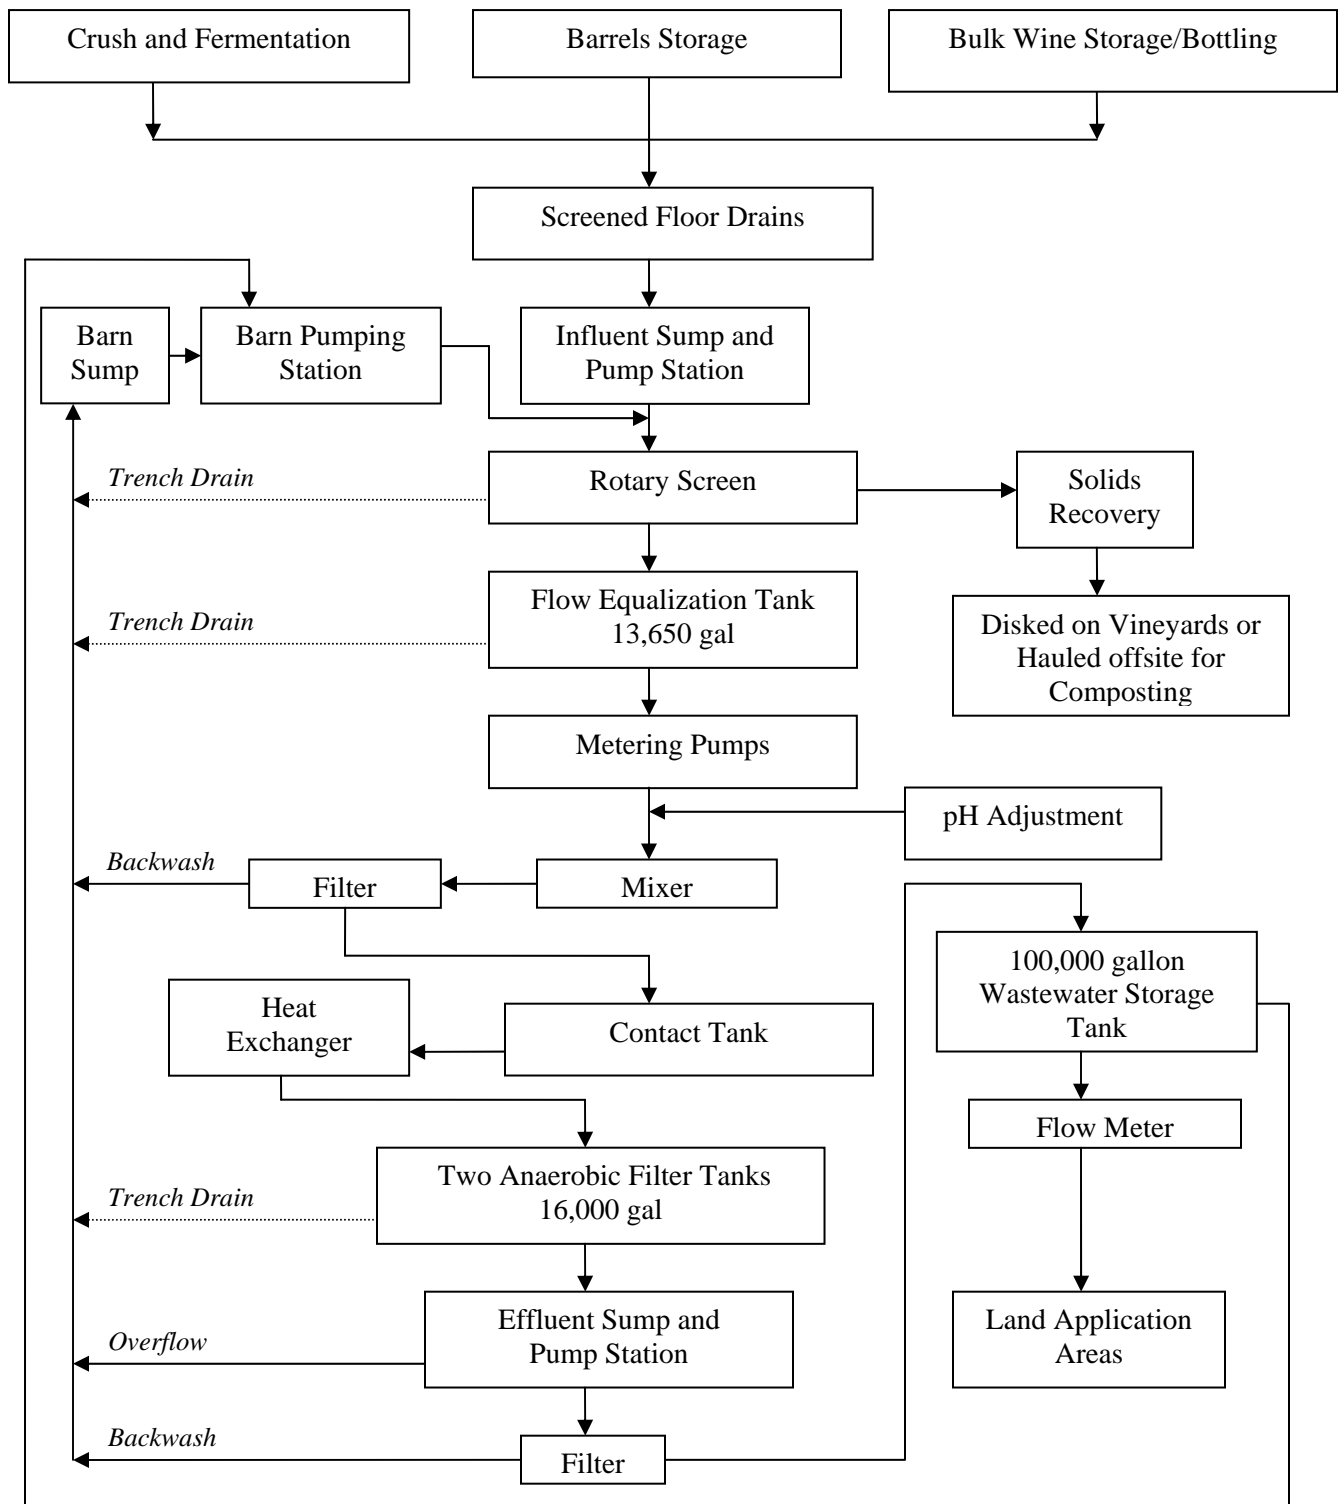 Crush and Fermentation
Barrels Storage
Bulk Wine Storage/Bottling
Screened Floor Drains
Barn
Sump
Barn Pumping
Station
Influent Sump and
Pump Station
Trench Drain
Rotary Screen
Solids
Recovery
Trench Drain
Flow Equalization Tank
13,650 gal
Disked on Vineyards or
Hauled offsite for
Composting
Metering Pumps
pH Adjustment
Backwash
Filter
Mixer
100,000 gallon
Wastewater Storage
Tank
Heat
Exchanger
Contact Tank
Flow Meter
Trench Drain
Two Anaerobic Filter Tanks
16,000 gal
Overflow
Effluent Sump and
Pump Station
Land Application
Areas
Backwash
Filter